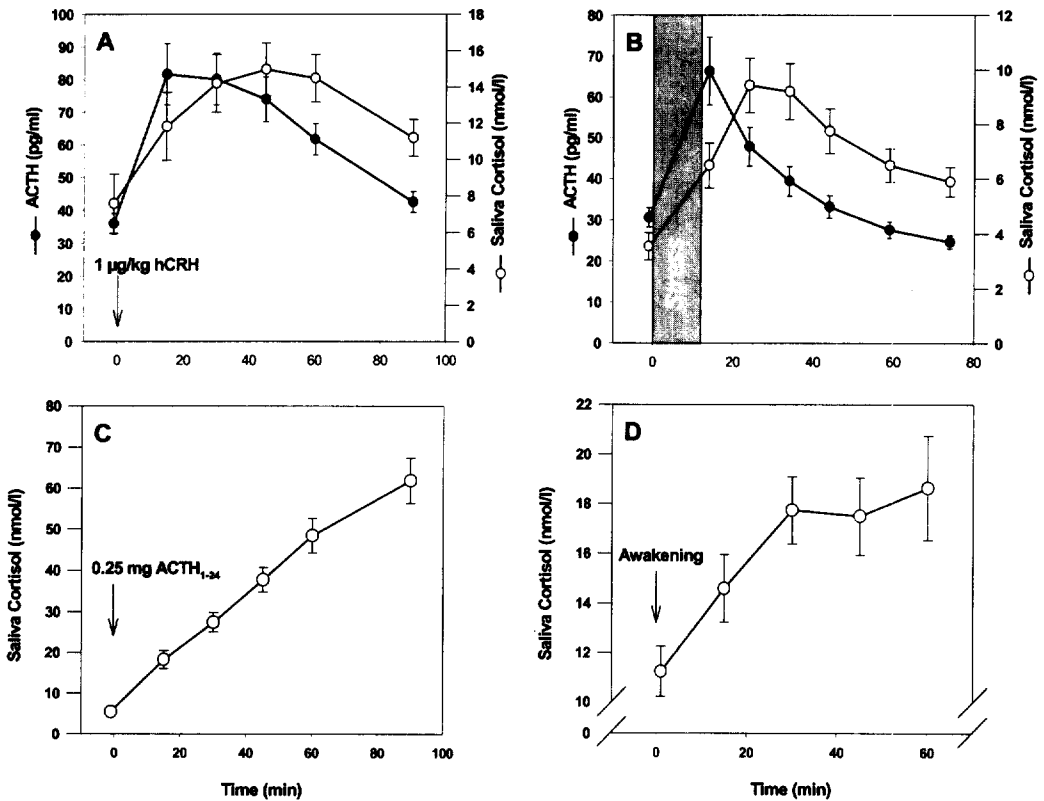 A
100
90
80
70
60
50
40
30
20
10
0
ACTH (pg/ml)
18
16
14
12
10
8
6
4
2
0
Saliva Cortisol (nmol/l)
1 µg/kg hCRH
0 20 40 60 80 100
B
80
70
60
50
40
30
20
10
0
ACTH (pg/ml)
12
10
8
6
4
2
0
Saliva Cortisol (nmol/l)
0 20 40 60 80
C
80
70
60
50
40
30
20
10
0
Saliva Cortisol (nmol/l)
0.25 mg ACTH1-24
0 20 40 60 80 100
Time (min)
D
22
20
18
16
14
12
10
0
Saliva Cortisol (nmol/l)
Awakening
0 20 40 60
Time (min)